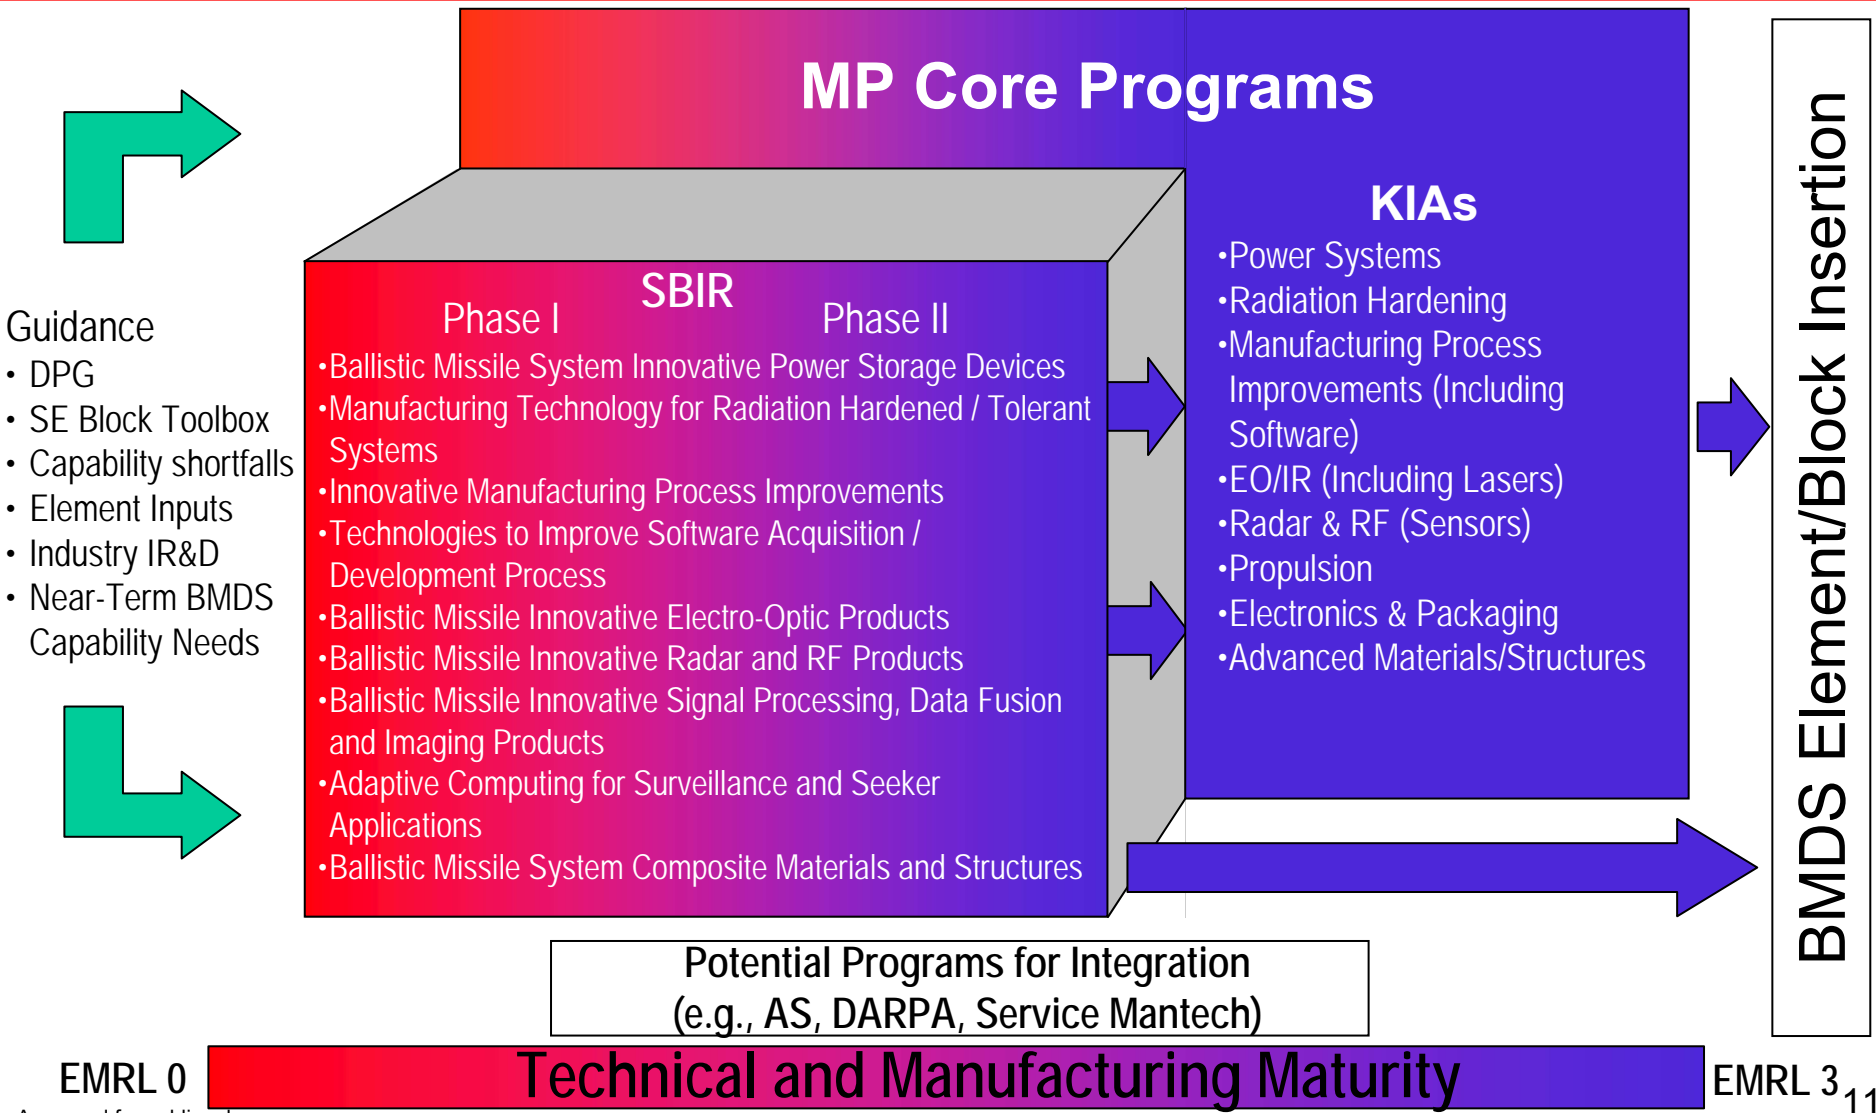 MP Core Programs
Guidance
• DPG
• SE Block Toolbox
• Capability shortfalls
• Element Inputs
• Industry IR&D
• Near-Term BMDS
Capability Needs
SBIR
Phase I
Phase II
•Ballistic Missile System Innovative Power Storage Devices
•Manufacturing Technology for Radiation Hardened / Tolerant
Systems
•Innovative Manufacturing Process Improvements
•Technologies to Improve Software Acquisition /
Development Process
•Ballistic Missile Innovative Electro-Optic Products
•Ballistic Missile Innovative Radar and RF Products
•Ballistic Missile Innovative Signal Processing, Data Fusion
and Imaging Products
•Adaptive Computing for Surveillance and Seeker
Applications
•Ballistic Missile System Composite Materials and Structures
KIAs
•Power Systems
•Radiation Hardening
•Manufacturing Process
Improvements (Including
Software)
•EO/IR (Including Lasers)
•Radar & RF (Sensors)
•Propulsion
•Electronics & Packaging
•Advanced Materials/Structures
BMDS Element/Block Insertion
Potential Programs for Integration
(e.g., AS, DARPA, Service Mantech)
EMRL 0
Technical and Manufacturing Maturity
EMRL 3
11